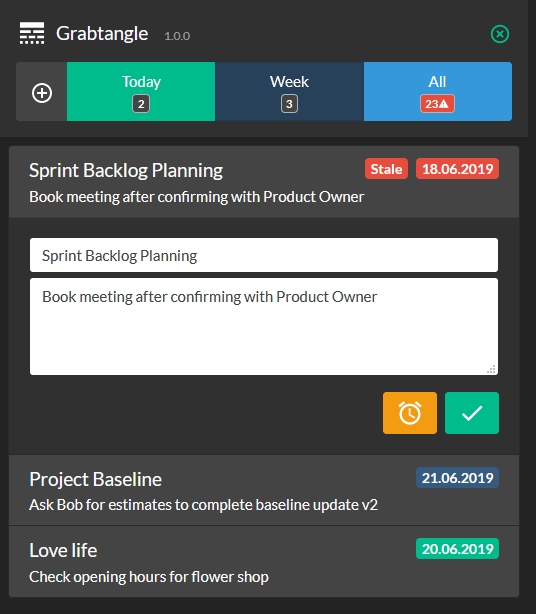 Grabtangle 1.0.0
Today Week All
2 3 23
Sprint Backlog Planning Stale 18.06.2019
Book meeting after confirming with Product Owner
Sprint Backlog Planning
Book meeting after confirming with Product Owner
Project Baseline 21.06.2019
Ask Bob for estimates to complete baseline update v2
Love life 20.06.2019
Check opening hours for flower shop